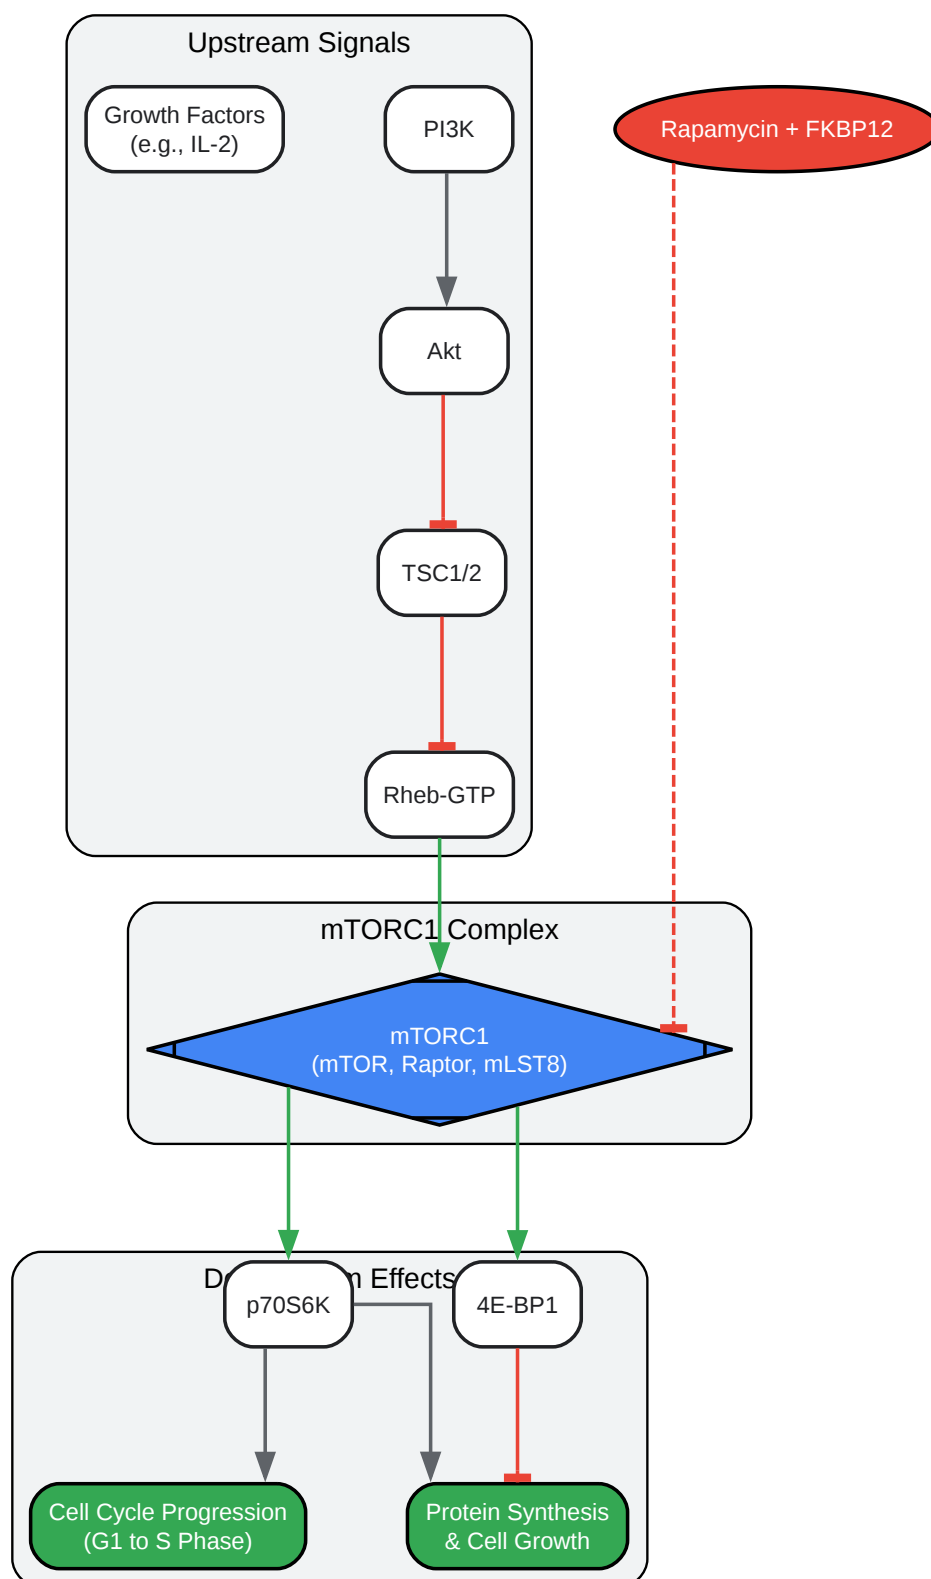 Upstream Signals
Growth Factors
(e.g., IL-2)
PI3K
Rapamycin + FKBP12
Akt
TSC1/2
Rheb-GTP
mTORC1 Complex
mTORC1
(mTOR, Raptor, mLST8)
Effects
p70S6K
4E-BP1
Cell Cycle Progression
(G1 to S Phase)
Protein Synthesis
& Cell Growth